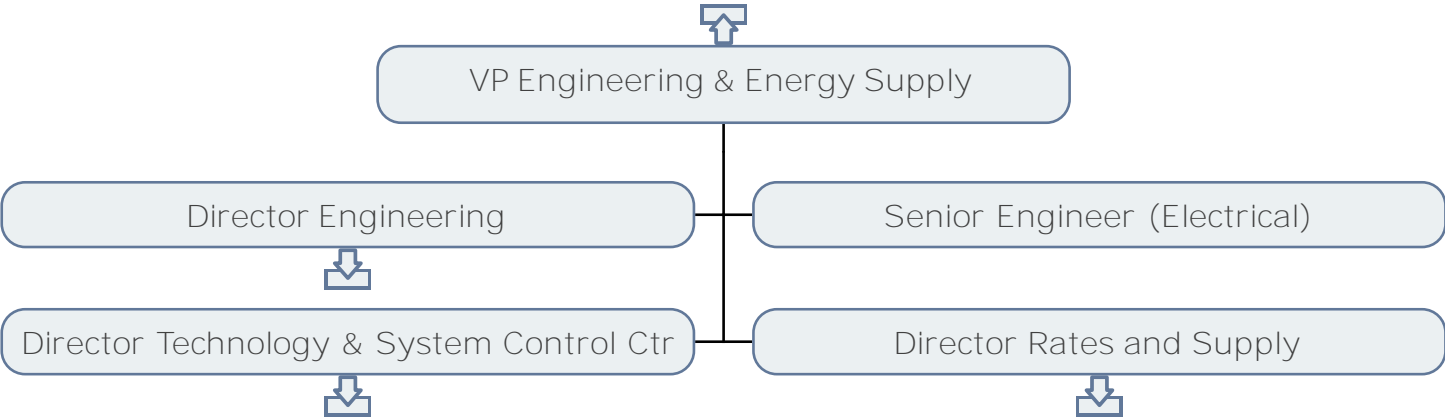 VP Engineering & Energy Supply
Director Engineering
Senior Engineer (Electrical)
Director Technology & System Control Ctr
Director Rates and Supply